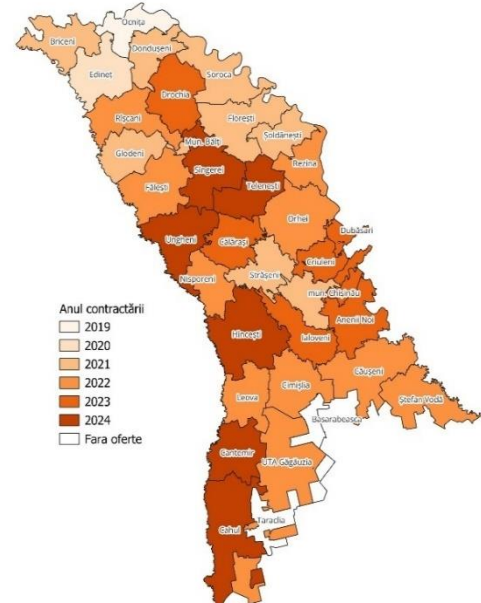 Ocnița
Briceni
Dondușeni
Edineț
Soroca
Drochia
Rîșcani
Florești
Șoldănești
Mun. Bălți
Glodeni
Sîngerei
Rezina
Telenești
Fălești
Orhei
Dubăsari
Ungheni
Călărași
Criuleni
Strășeni
Nisporeni
mun. Chișinău
Anenii Noi
Ialoveni
Hîncești
Căușeni
Ștefan Vodă
Leova
Cimișlia
Basarabeasca
Cantemir
UTA Găgăuzia
Taraclia
Cahul
Anul contractării
2019
2020
2021
2022
2023
2024
Fara oferte